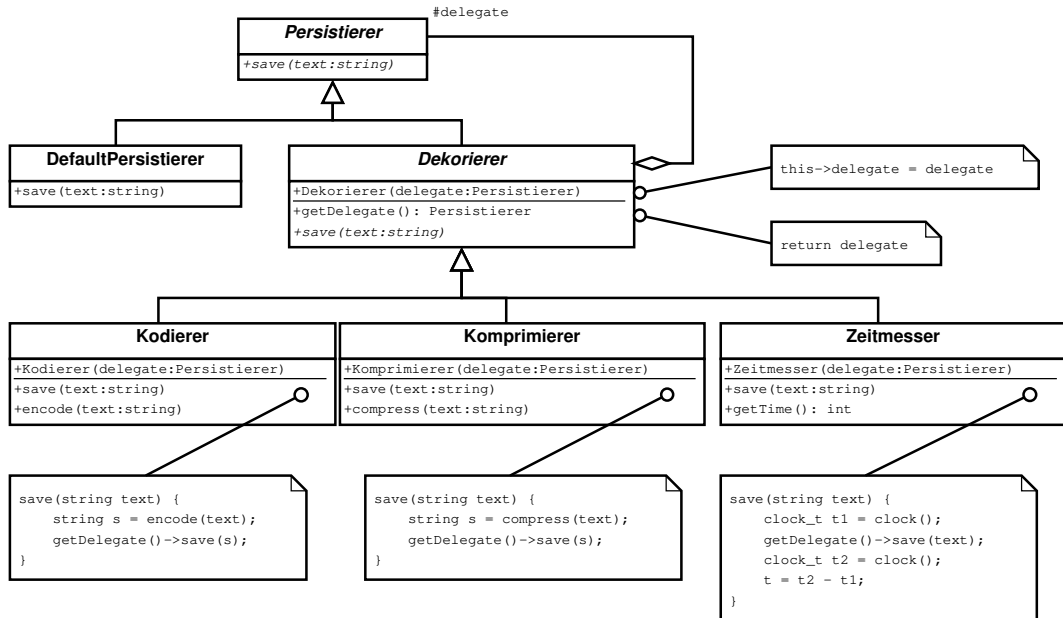 #delegate
Persistierer
+save(text:string)
DefaultPersistierer
+save(text:string)
Dekorierer
+Dekorierer(delegate:Persistierer)
+getDelegate(): Persistierer
+save(text:string)
this->delegate = delegate
return delegate
Kodierer
+Kodierer(delegate:Persistierer)
+save(text:string)
+encode(text:string)
Komprimierer
+Komprimierer(delegate:Persistierer)
+save(text:string)
+compress(text:string)
Zeitmesser
+Zeitmesser(delegate:Persistierer)
+save(text:string)
+getTime(): int
save(string text) {
string s = encode(text);
getDelegate()->save(s);
}
save(string text) {
string s = compress(text);
getDelegate()->save(s);
}
save(string text) {
clock_t t1 = clock();
getDelegate()->save(text);
clock_t t2 = clock();
t = t2 - t1;
}